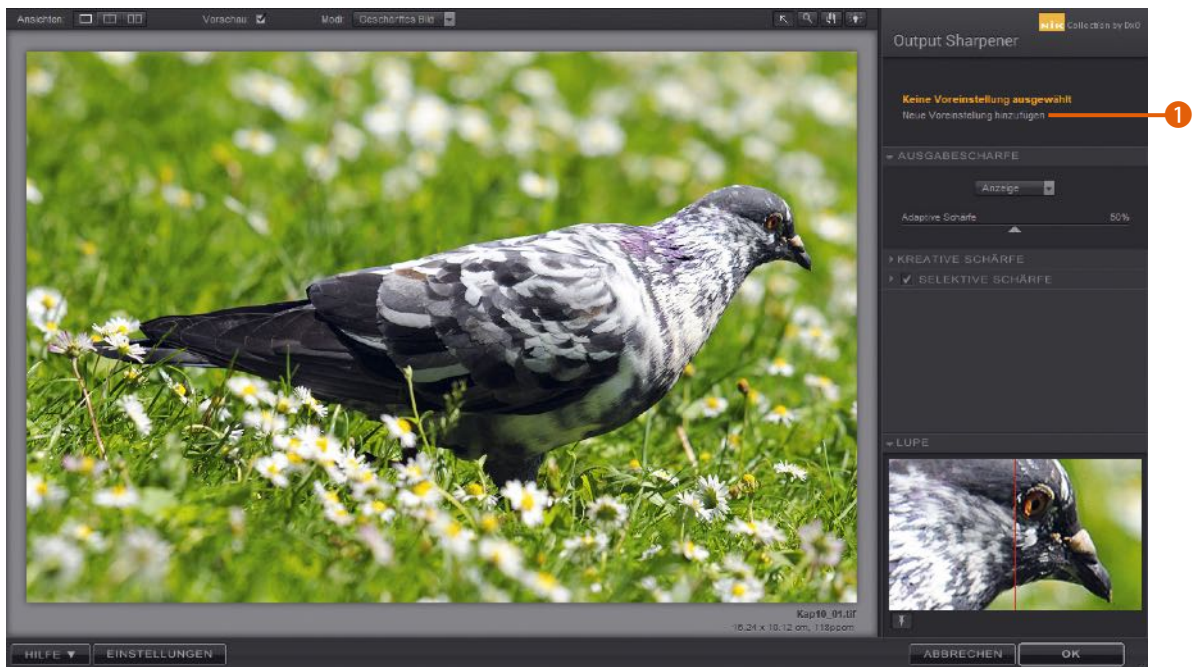 Ansichten:
Vorschau:
Modi: Geschärftes Bild
nik Collection by DxO
Output Sharpener
Keine Voreinstellung ausgewählt
Neue Voreinstellung hinzufügen
1
AUSGABESCHÄRFE
Anzeige
Adaptive Schärfe 50%
KREATIVE SCHÄRFE
SELEKTIVE SCHÄRFE
LUPE
Kap10_01.tif
HILFE
EINSTELLUNGEN
ABBRECHEN
OK